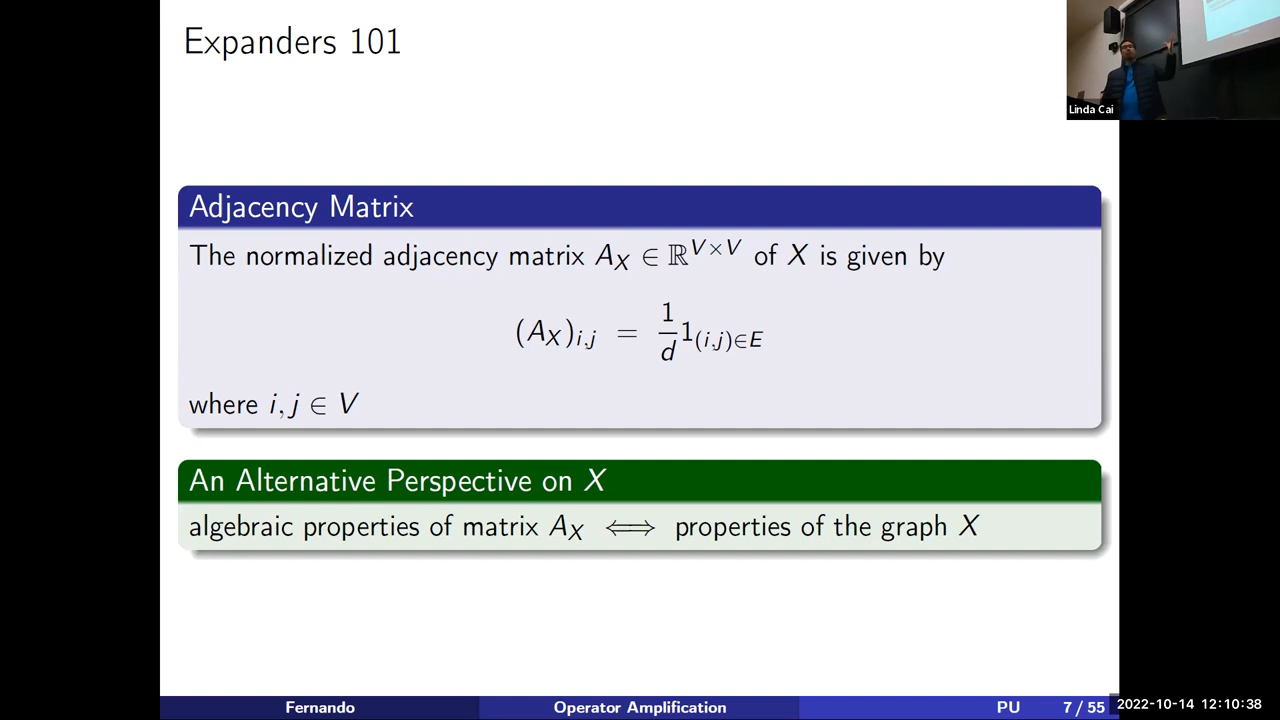 Expanders 101
Linda Cai
Adjacency Matrix
The normalized adjacency matrix A_X ∈ ℝ^{V×V} of X is given by
(A_X)_{i,j} = \frac{1}{d} 1_{(i,j)∈E}
where i, j ∈ V
An Alternative Perspective on X
algebraic properties of matrix A_X ⟺ properties of the graph X
Fernando Operator Amplification PU 7 / 55 2022-10-14 12:10:38